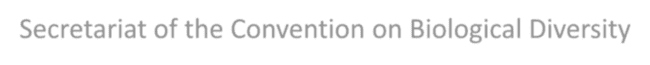 Secretariat of the Convention on Biological Diversity